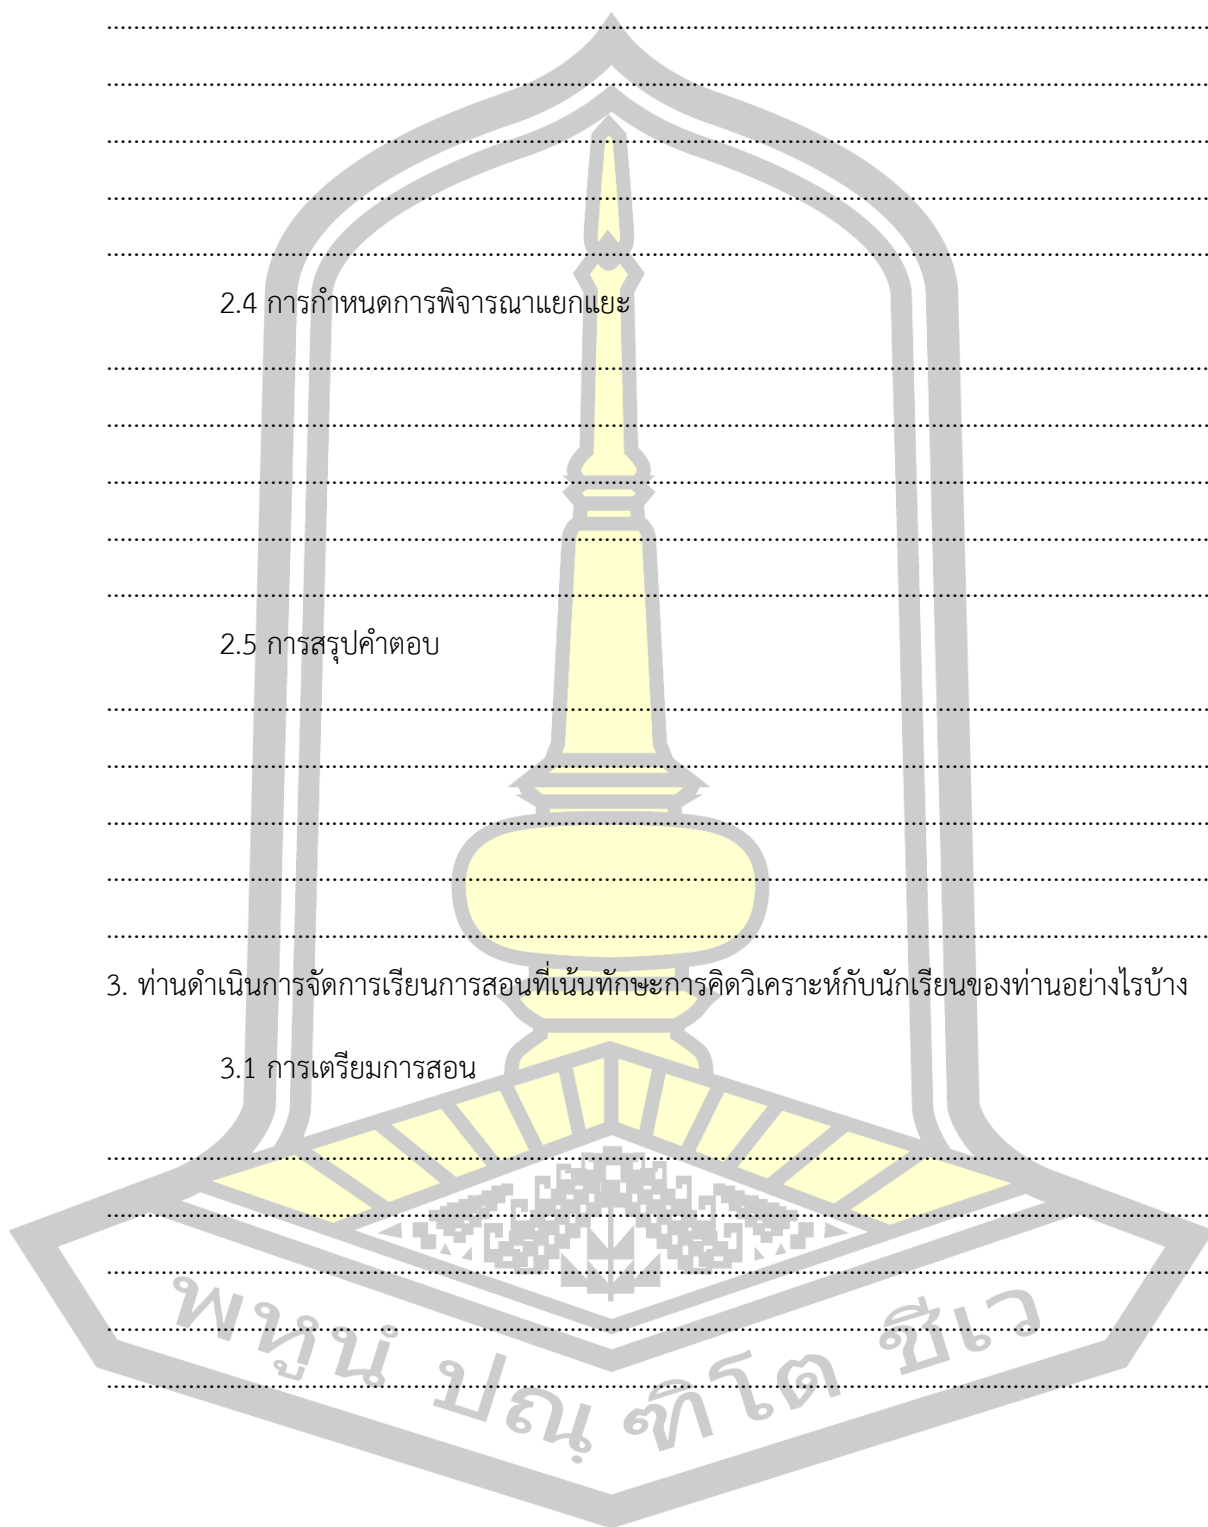 2.4 การกำหนดการพิจารณาแยกแยะ
2.5 การสรุปคำตอบ
3. ท่านดำเนินการจัดการเรียนการสอนที่เน้นทักษะการคิดวิเคราะห์กับนักเรียนของท่านอย่างไรบ้าง
3.1 การเตรียมการสอน
พหูนํ ปณฺฑิโต ชีเว